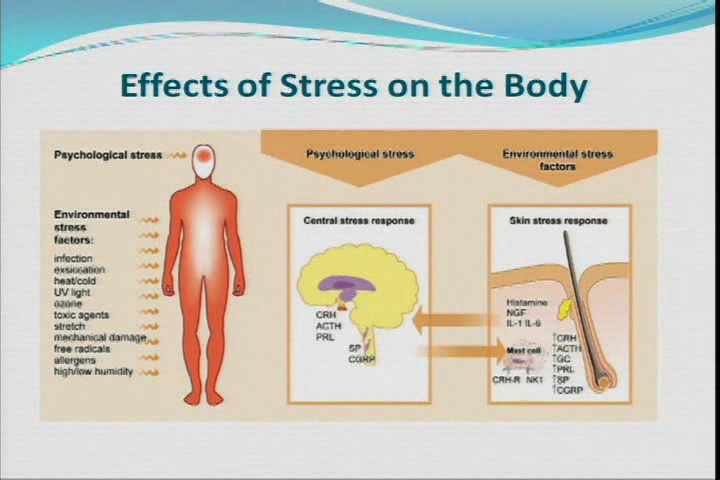 Effects of Stress on the Body
Psychological stress
Environmental
stress
factors:
infection
exsiccation
heat/cold
UV light
ozone
toxic agents
stretch
mechanical damage
free radicals
allergens
high/low humidity
Psychological stress
Central stress response
CRH
ACTH
PRL
SP
CGRP
Environmental stress
factors
Skin stress response
Histamine
NGF
IL-1 IL-6
Mast cell
CRH-R NK1
↑CRH
↑ACTH
↑GC
↑PRL
↑SP
↑CGRP